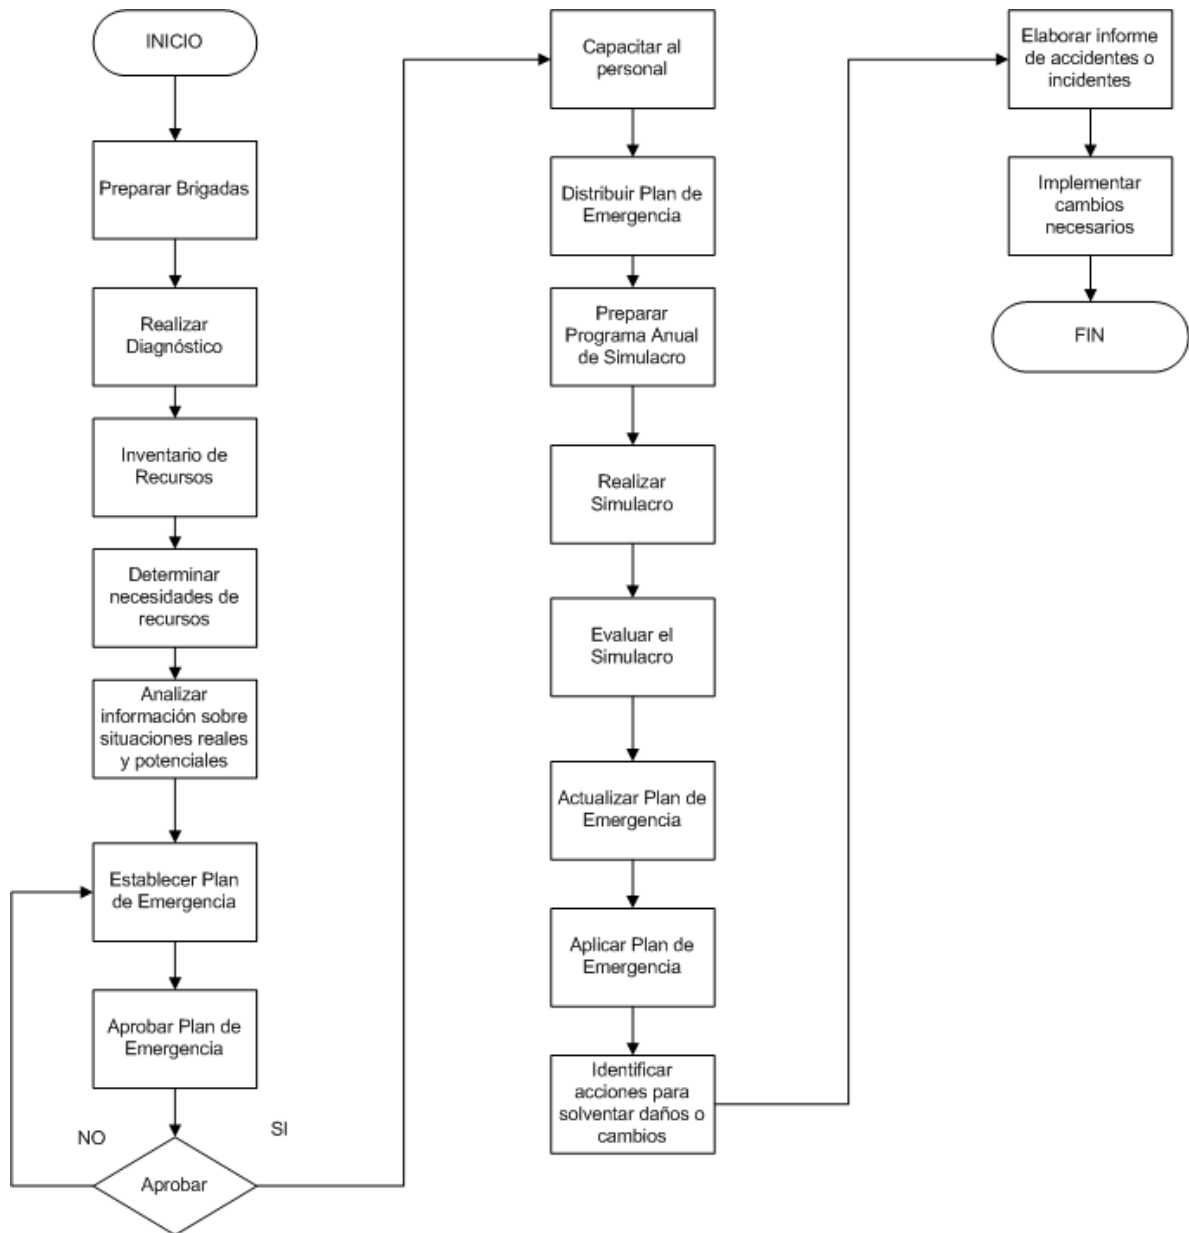 INICIO
Preparar Brigadas
Realizar
Diagnóstico
Inventario de
Recursos
Determinar
necesidades de
recursos
Analizar
información sobre
situaciones reales
y potenciales
Establecer Plan
de Emergencia
Aprobar Plan de
Emergencia
NO
SI
Aprobar
Capacitar al
personal
Distribuir Plan de
Emergencia
Preparar
Programa Anual
de Simulacro
Realizar
Simulacro
Evaluar el
Simulacro
Actualizar Plan de
Emergencia
Aplicar Plan de
Emergencia
Identificar
acciones para
solventar daños o
cambios
Elaborar informe
de accidentes o
incidentes
Implementar
cambios
necesarios
FIN